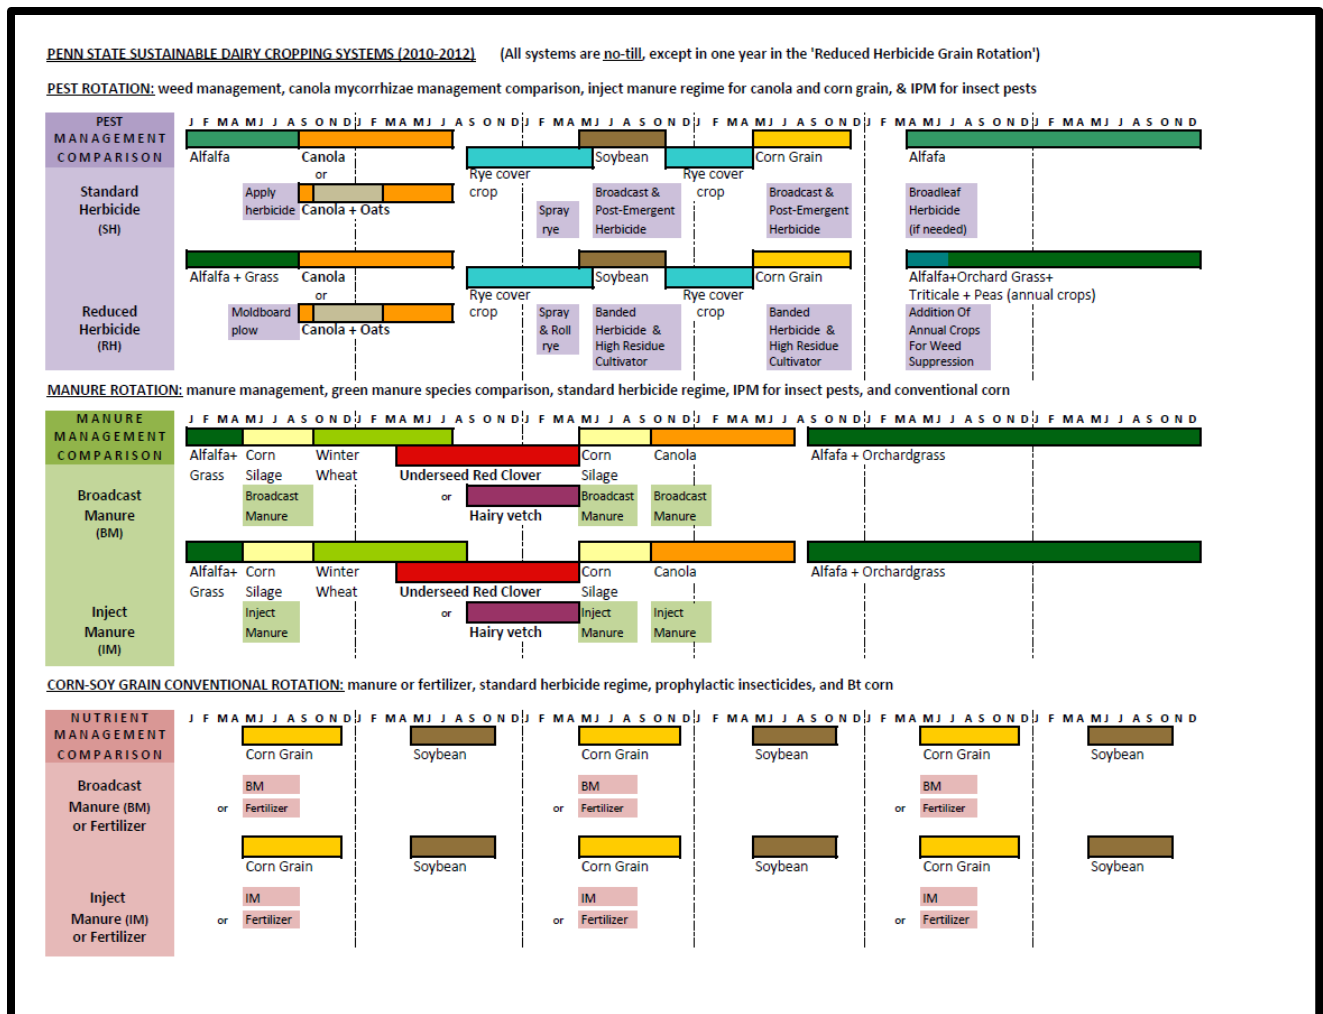 PENN STATE SUSTAINABLE DAIRY CROPPING SYSTEMS (2010-2012) (All systems are no-till, except in one year in the 'Reduced Herbicide Grain Rotation')
PEST ROTATION: weed management, canola mycorrhizae management comparison, inject manure regime for canola and corn grain, & IPM for insect pests
PEST J F M A M J J A S O N D J F M A M J J A S O N D J F M A M J J A S O N D J F M A M J J A S O N D J F M A M J J A S O N D J F M A M J J A S O N D
MANAGEMENT
COMPARISON Alfalfa Canola Soybean Corn Grain Alfafa
or Rye cover Rye cover
Standard Apply crop Broadcast & crop Broadcast & Broadleaf
Herbicide herbicide Canola + Oats Spray Post-Emergent Post-Emergent Herbicide
(SH) rye Herbicide Herbicide (if needed)
Alfalfa + Grass Canola Soybean Corn Grain Alfalfa+Orchard Grass+
or Rye cover Rye cover Triticale + Peas (annual crops)
Reduced Moldboard crop Spray Banded crop Banded Addition Of
Herbicide plow Canola + Oats & Roll Herbicide & Herbicide & Annual Crops
(RH) rye High Residue High Residue For Weed
Cultivator Cultivator Suppression
MANURE ROTATION: manure management, green manure species comparison, standard herbicide regime, IPM for insect pests, and conventional corn
MANURE J F M A M J J A S O N D J F M A M J J A S O N D J F M A M J J A S O N D J F M A M J J A S O N D J F M A M J J A S O N D J F M A M J J A S O N D
MANAGEMENT
COMPARISON Alfalfa+ Corn Winter Corn Canola Alfafa + Orchardgrass
Grass Silage Wheat Underseed Red Clover Silage
Broadcast Broadcast or Broadcast Broadcast
Manure Manure Hairy vetch Manure Manure
(BM)
Alfalfa+ Corn Winter Corn Canola Alfafa + Orchardgrass
Grass Silage Wheat Underseed Red Clover Silage
Inject Inject or Inject Inject
Manure Manure Hairy vetch Manure Manure
(IM)
CORN-SOY GRAIN CONVENTIONAL ROTATION: manure or fertilizer, standard herbicide regime, prophylactic insecticides, and Bt corn
NUTRIENT J F M A M J J A S O N D J F M A M J J A S O N D J F M A M J J A S O N D J F M A M J J A S O N D J F M A M J J A S O N D J F M A M J J A S O N D
MANAGEMENT
COMPARISON Corn Grain Soybean Corn Grain Soybean Corn Grain Soybean
Broadcast BM BM BM
Manure (BM) or Fertilizer or Fertilizer or Fertilizer
or Fertilizer
Corn Grain Soybean Corn Grain Soybean Corn Grain Soybean
Inject IM IM IM
Manure (IM) or Fertilizer or Fertilizer or Fertilizer
or Fertilizer